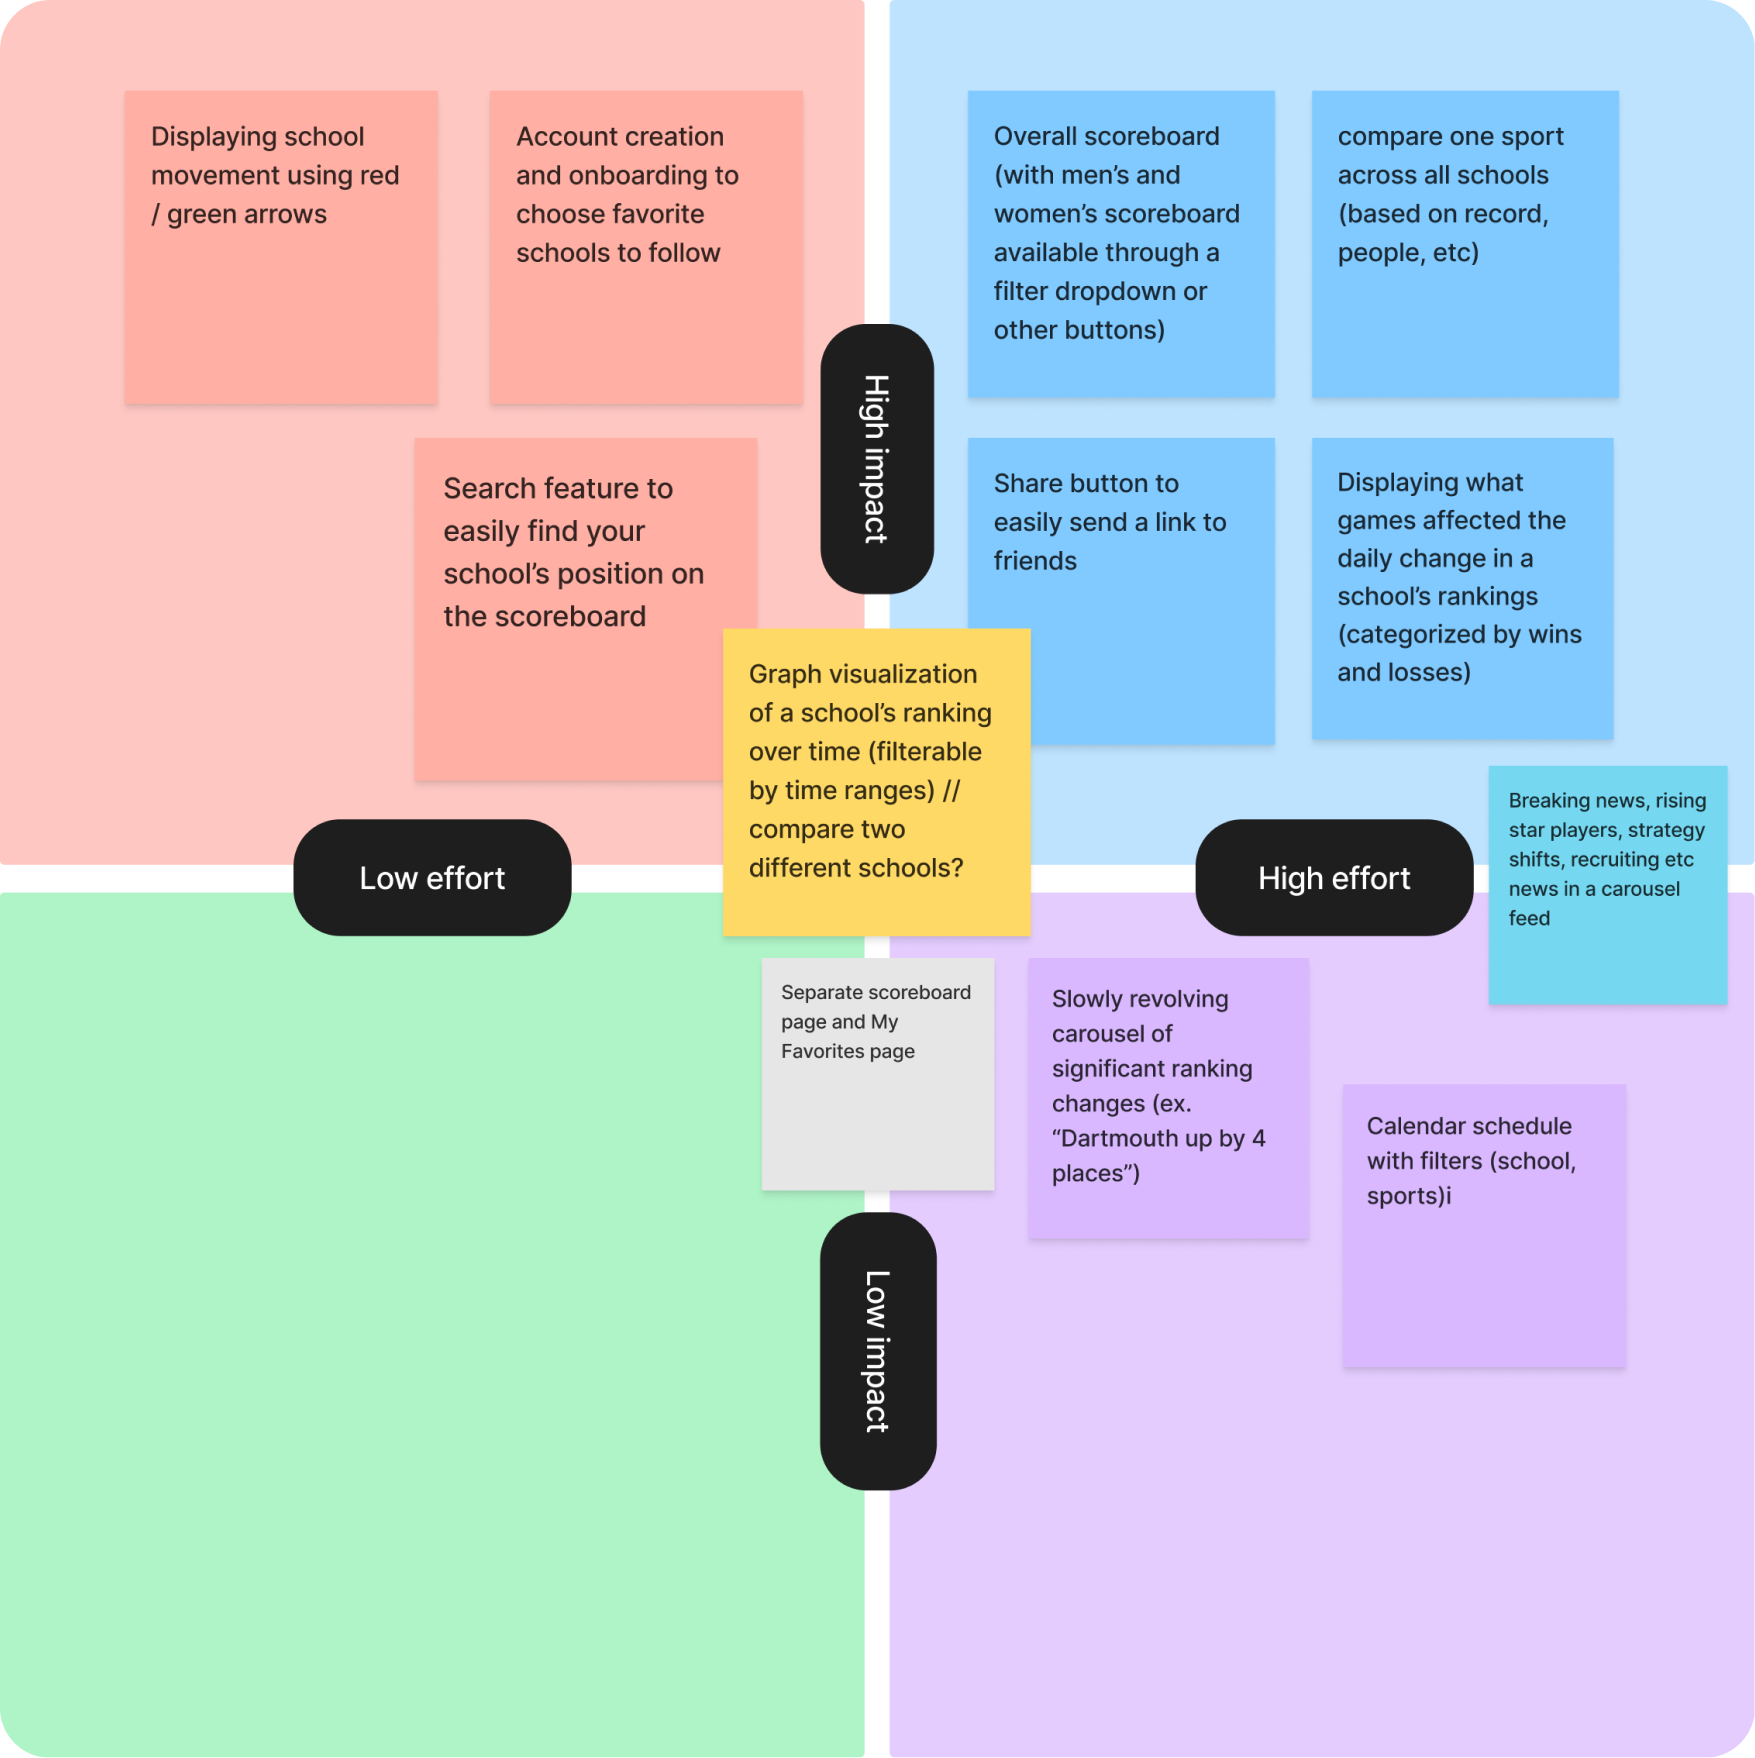 Displaying school
movement using red
/ green arrows
Account creation
and onboarding to
choose favorite
schools to follow
Search feature to
easily find your
school’s position on
the scoreboard
High impact
Overall scoreboard
(with men’s and
women’s scoreboard
available through a
filter dropdown or
other buttons)
compare one sport
across all schools
(based on record,
people, etc)
Share button to
easily send a link to
friends
Displaying what
games affected the
daily change in a
school’s rankings
(categorized by wins
and losses)
Graph visualization
of a school’s ranking
over time (filterable
by time ranges) //
compare two
different schools?
Low effort
High effort
Breaking news, rising
star players, strategy
shifts, recruiting etc
news in a carousel
feed
Separate scoreboard
page and My
Favorites page
Slowly revolving
carousel of
significant ranking
changes (ex.
“Dartmouth up by 4
places”)
Calendar schedule
with filters (school,
sports)i
Low impact